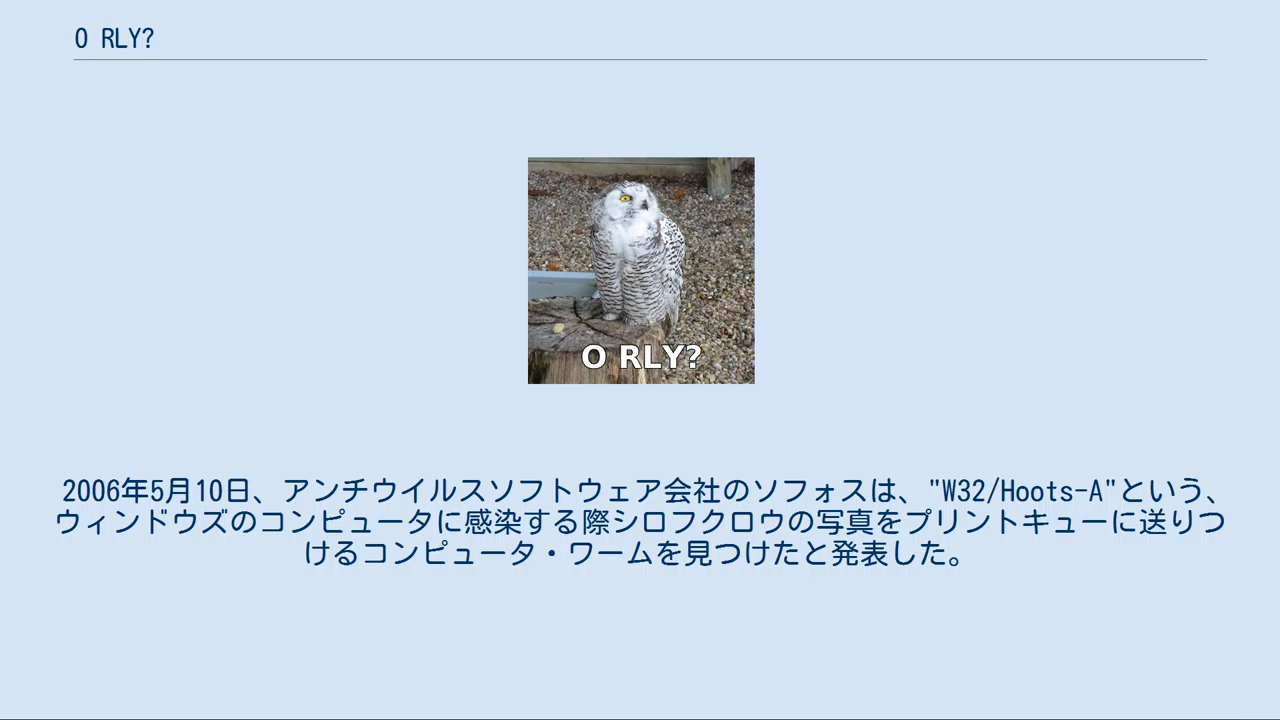 O RLY?
O RLY?
2006年5月10日、アンチウイルスソフトウェア会社のソフォスは、"W32/Hoots-A"という、
ウィンドウズのコンピュータに感染する際シロフクロウの写真をプリントキューに送りつ
けるコンピュータ・ワームを見つけたと発表した。